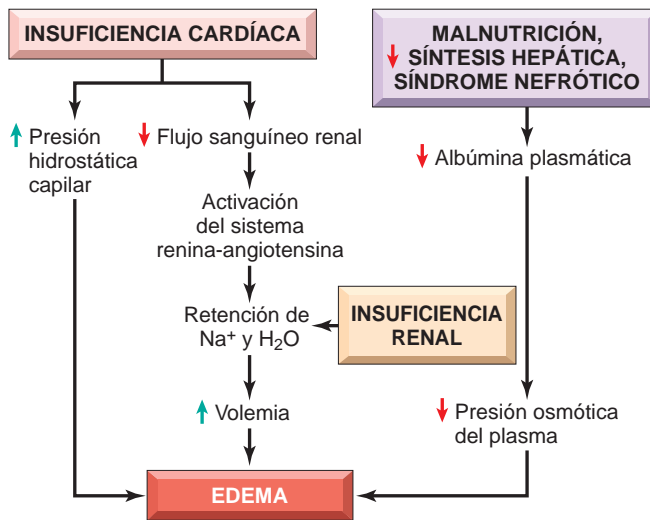 INSUFICIENCIA CARDÍACA
MALNUTRICIÓN,
SÍNTESIS HEPÁTICA,
SÍNDROME NEFRÓTICO
Presión
hidrostática
capilar
Flujo sanguíneo renal
Albúmina plasmática
Activación
del sistema
renina-angiotensina
Retención de
Na⁺ y H₂O
INSUFICIENCIA
RENAL
Volemia
Presión osmótica
del plasma
EDEMA